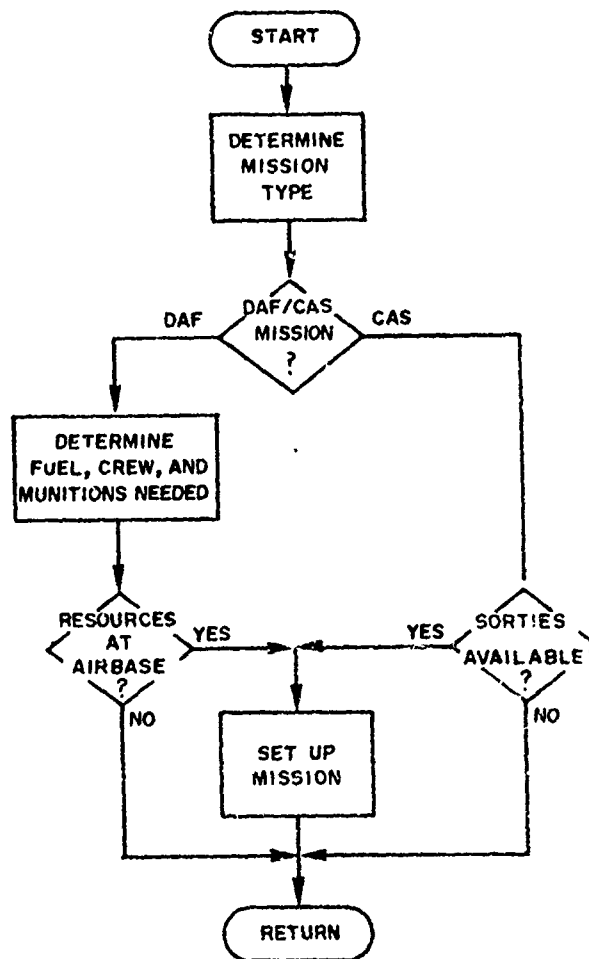 START
DETERMINE
MISSION
TYPE
DAF/CAS
MISSION
?
DAF
CAS
DETERMINE
FUEL, CREW, AND
MUNITIONS NEEDED
RESOURCES
AT
AIRBASE
?
YES
NO
YES
SORTIES
AVAILABLE
?
NO
SET UP
MISSION
RETURN